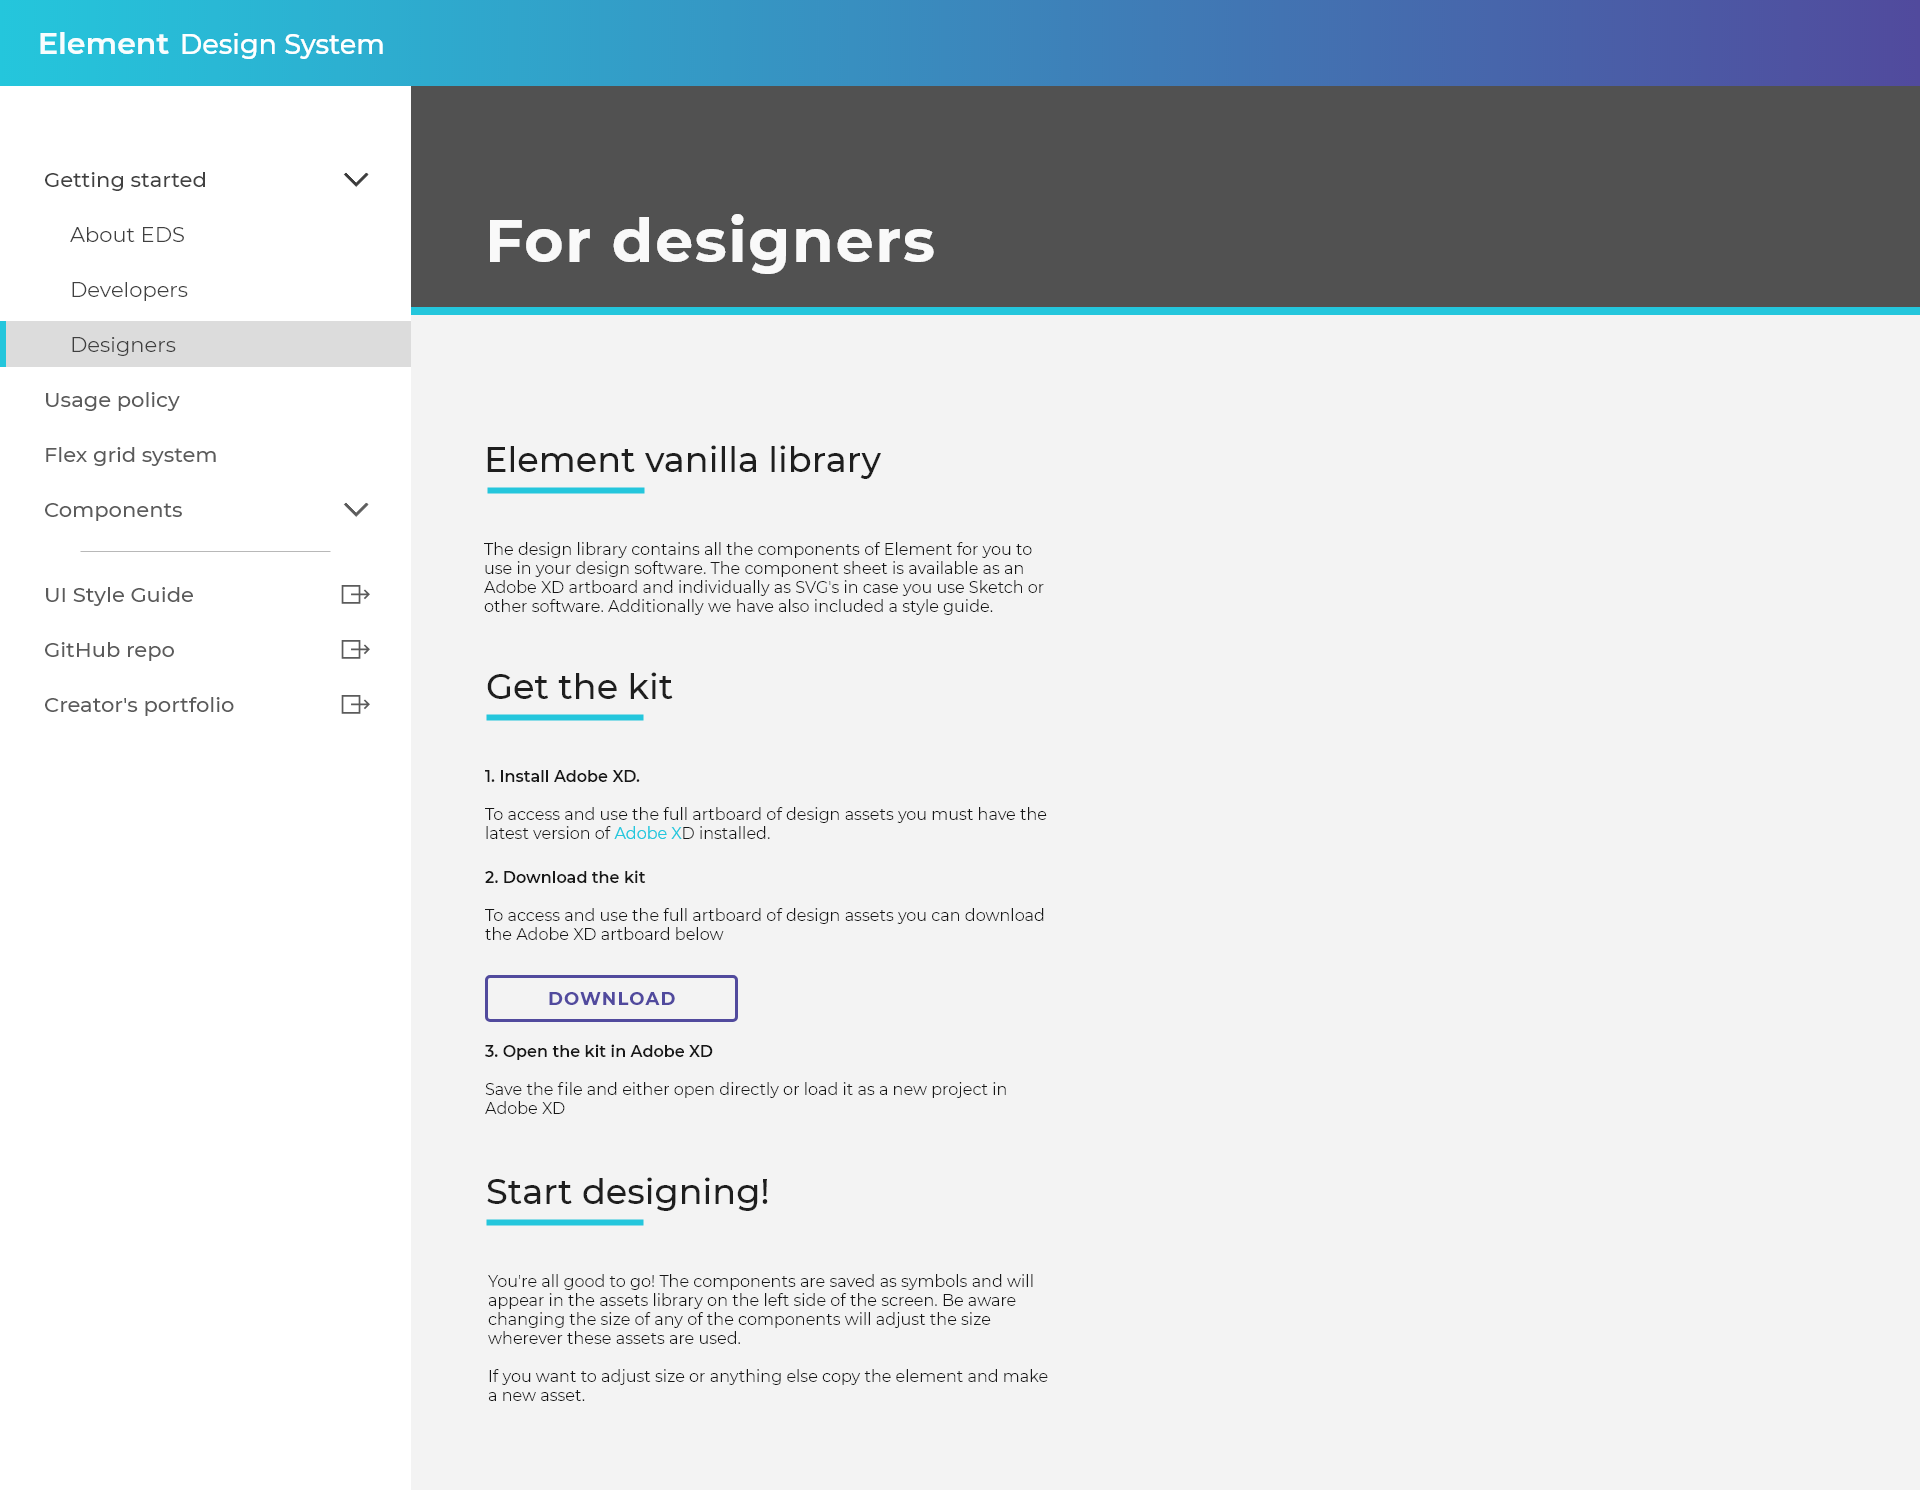 Element Design System
Getting started
About EDS
Developers
Designers
Usage policy
Flex grid system
Components
UI Style Guide
GitHub repo
Creator's portfolio
For designers
Element vanilla library
The design library contains all the components of Element for you to
use in your design software. The component sheet is available as an
Adobe XD artboard and individually as SVG's in case you use Sketch or
other software. Additionally we have also included a style guide.
Get the kit
1. Install Adobe XD.
To access and use the full artboard of design assets you must have the
latest version of Adobe XD installed.
2. Download the kit
To access and use the full artboard of design assets you can download
the Adobe XD artboard below
DOWNLOAD
3. Open the kit in Adobe XD
Save the file and either open directly or load it as a new project in
Adobe XD
Start designing!
You're all good to go! The components are saved as symbols and will
appear in the assets library on the left side of the screen. Be aware
changing the size of any of the components will adjust the size
wherever these assets are used.
If you want to adjust size or anything else copy the element and make
a new asset.